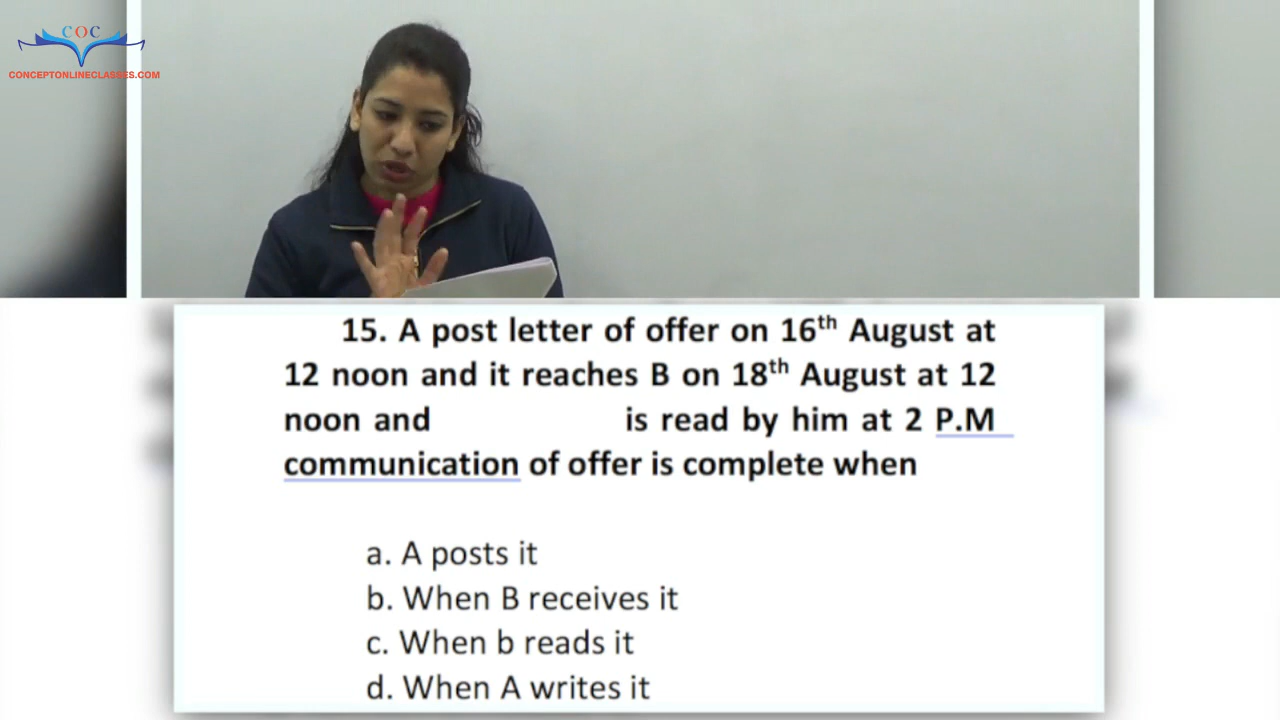 COC
CONCEPTONLINECLASSES.COM
15. A post letter of offer on 16th August at
12 noon and it reaches B on 18th August at 12
noon and is read by him at 2 P.M
communication of offer is complete when
a. A posts it
b. When B receives it
c. When b reads it
d. When A writes it